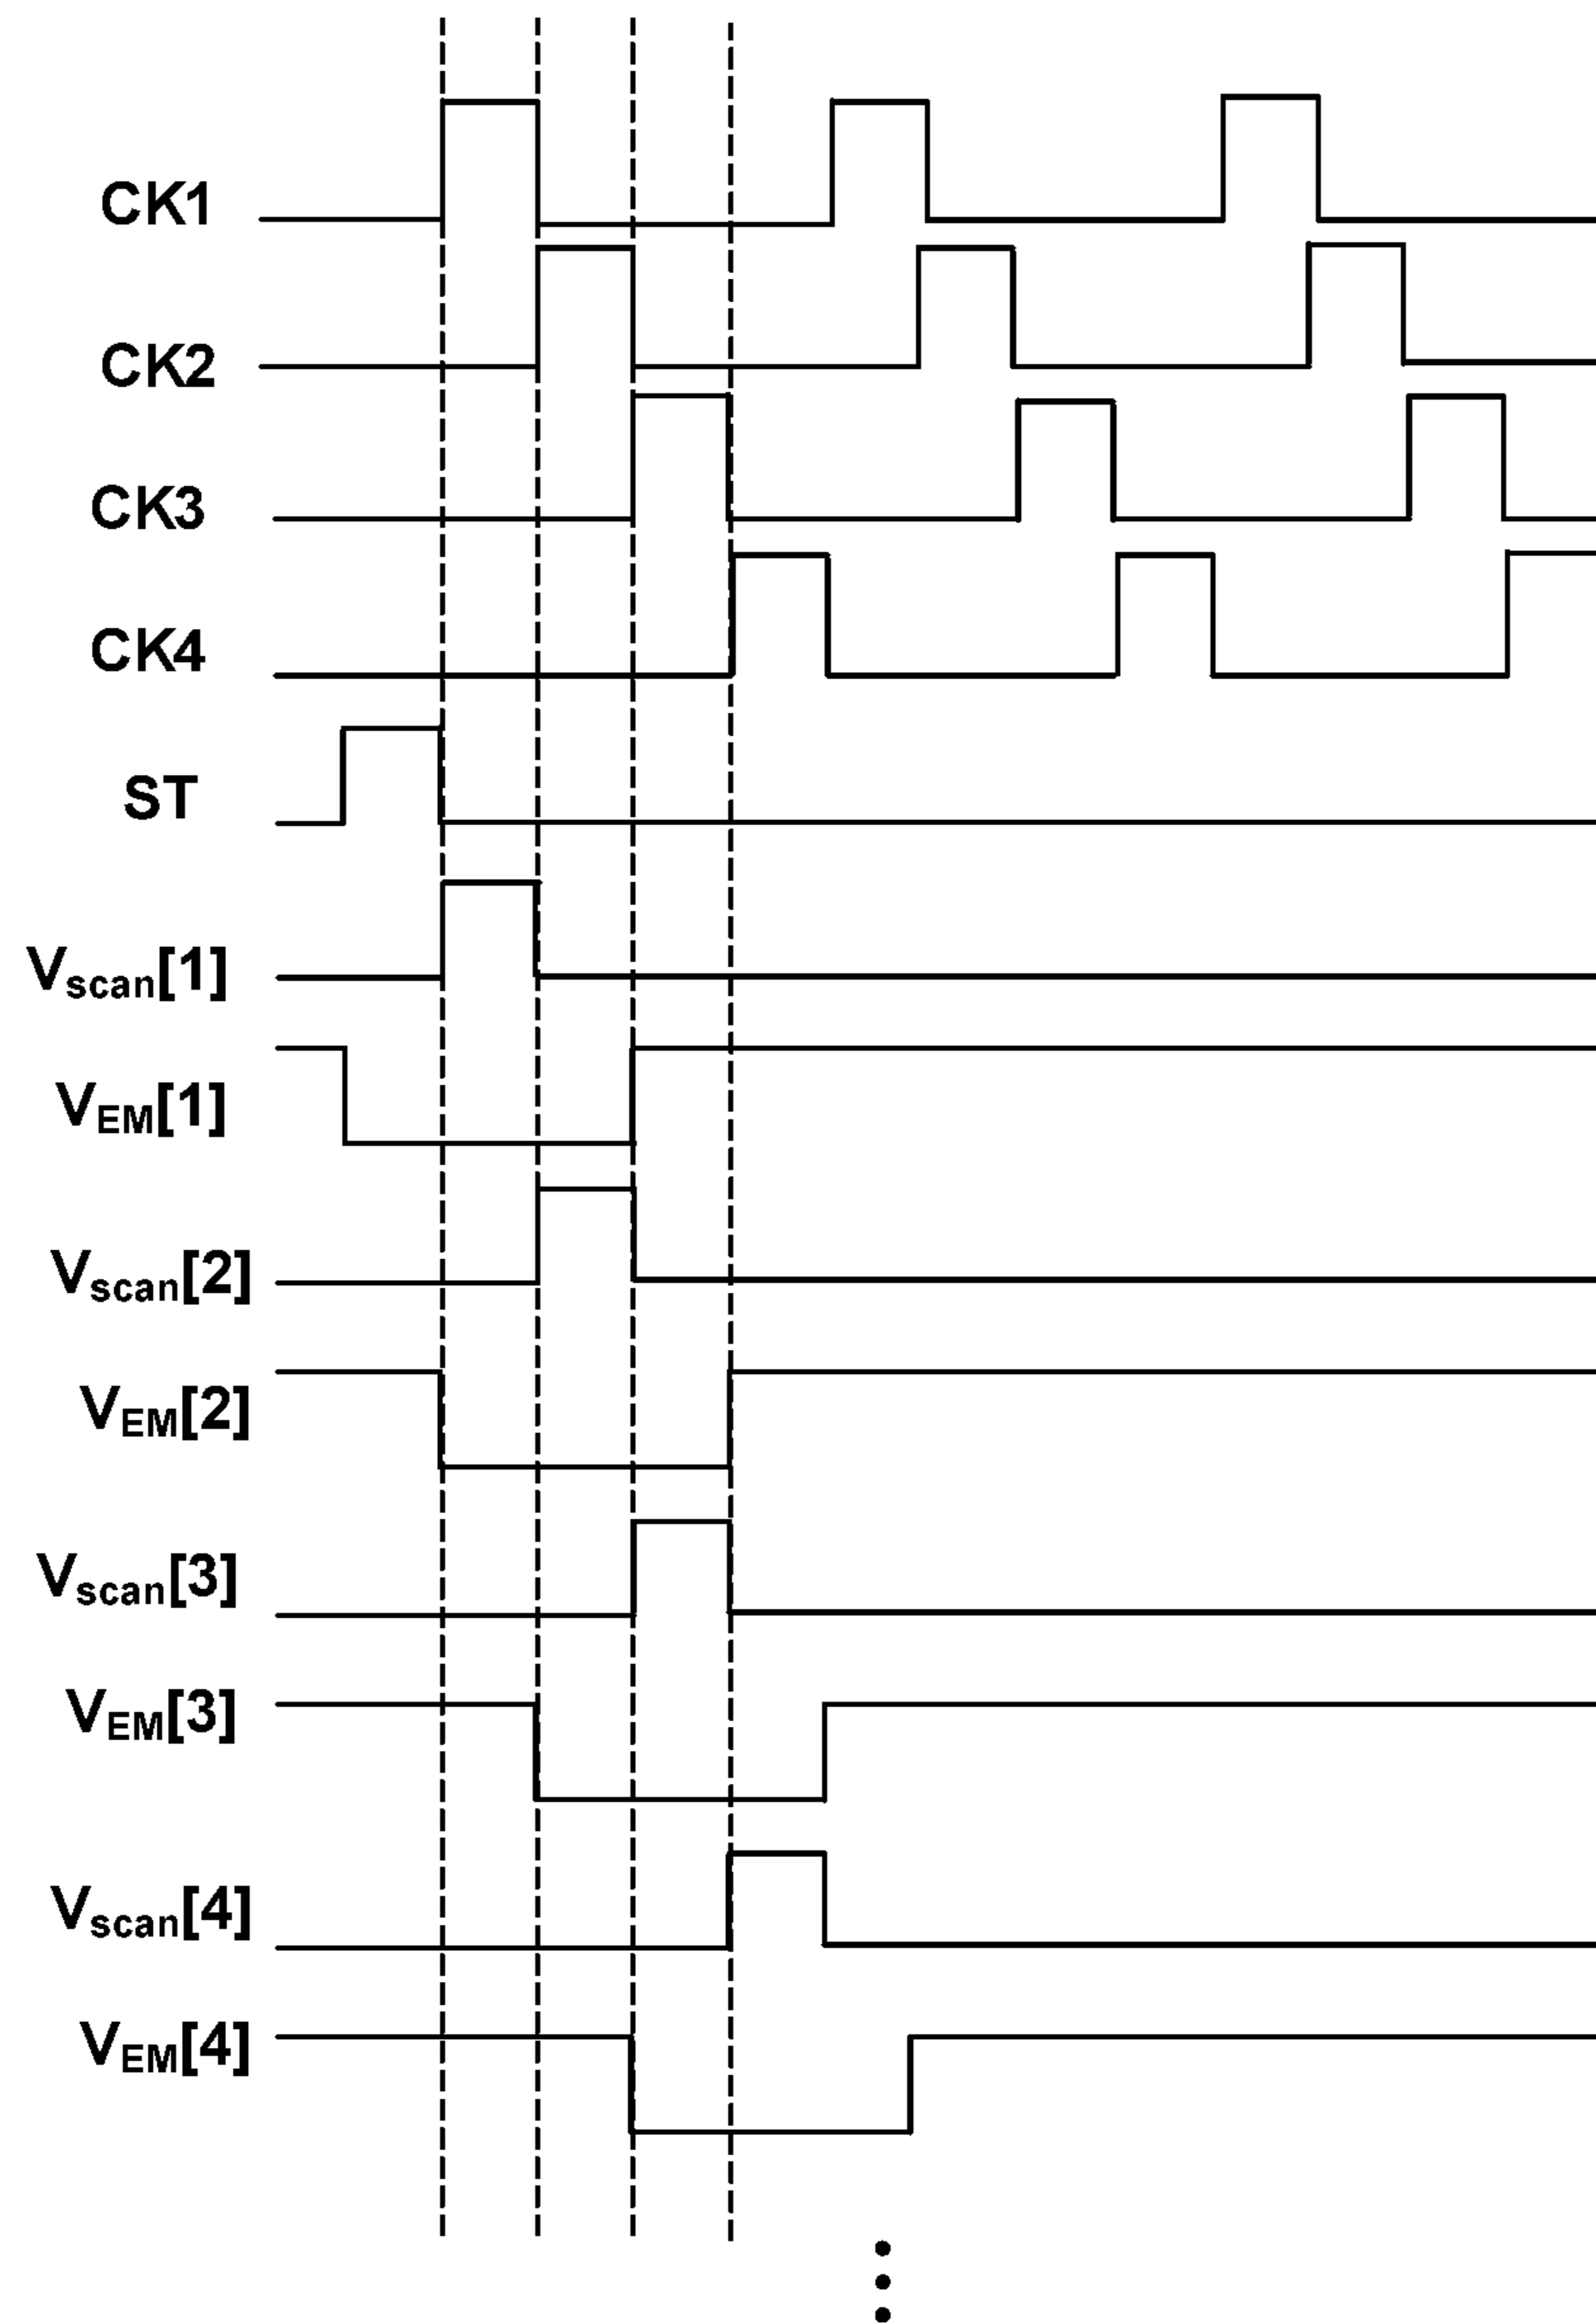 CK1
CK2
CK3
CK4
ST
Vscan[1]
VEM[1]
Vscan[2]
VEM[2]
Vscan[3]
VEM[3]
Vscan[4]
VEM[4]